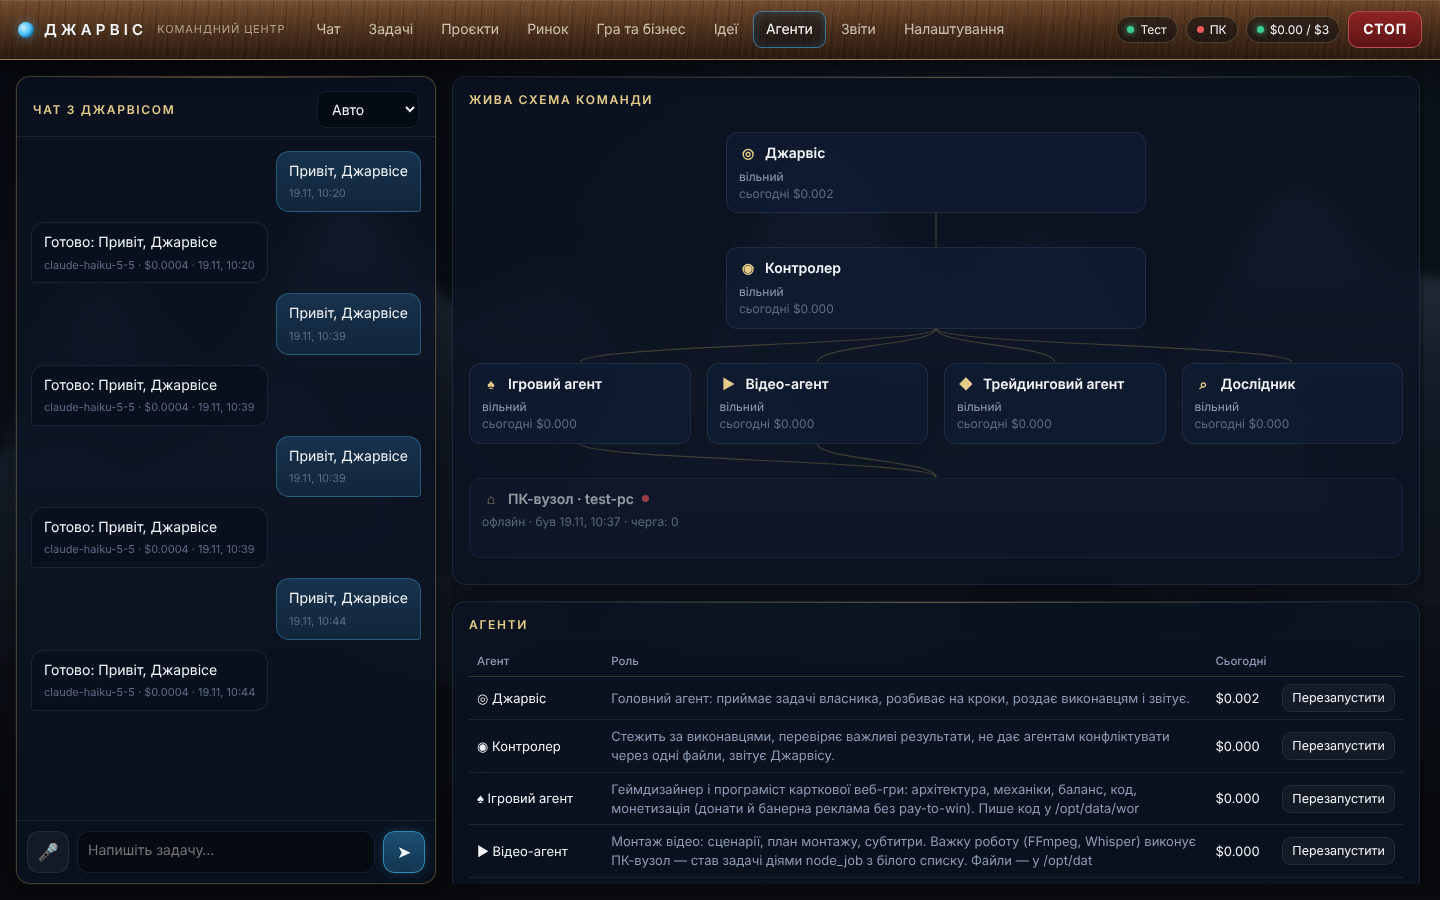 ДЖАРВІС КОМАНДНИЙ ЦЕНТР Чат Задачі Проєкти Ринок Гра та бізнес Ідеї Агенти Звіти Налаштування Тест ПК $0.00 / $3 СТОП
ЧАТ З ДЖАРВІСОМ Авто
Привіт, Джарвісе
19.11, 10:20
Готово: Привіт, Джарвісе
claude-haiku-5-5 · $0.0004 · 19.11, 10:20
Привіт, Джарвісе
19.11, 10:39
Готово: Привіт, Джарвісе
claude-haiku-5-5 · $0.0004 · 19.11, 10:39
Привіт, Джарвісе
19.11, 10:39
Готово: Привіт, Джарвісе
claude-haiku-5-5 · $0.0004 · 19.11, 10:39
Привіт, Джарвісе
19.11, 10:44
Готово: Привіт, Джарвісе
claude-haiku-5-5 · $0.0004 · 19.11, 10:44
Напишіть задачу...
ЖИВА СХЕМА КОМАНДИ
Джарвіс
вільний
сьогодні $0.002
Контролер
вільний
сьогодні $0.000
Ігровий агент
вільний
сьогодні $0.000
Відео-агент
вільний
сьогодні $0.000
Трейдинговий агент
вільний
сьогодні $0.000
Дослідник
вільний
сьогодні $0.000
ПК-вузол · test-pc
офлайн · був 19.11, 10:37 · черга: 0
АГЕНТИ
Агент Роль Сьогодні
Джарвіс Головний агент: приймає задачі власника, розбиває на кроки, роздає виконавцям і звітує. $0.002 Перезапустити
Контролер Стежить за виконавцями, перевіряє важливі результати, не дає агентам конфліктувати
через одні файли, звітує Джарвісу. $0.000 Перезапустити
Ігровий агент Геймдизайнер і програміст карткової веб-гри: архітектура, механіки, баланс, код,
монетизація (донати й банерна реклама без pay-to-win). Пише код у /opt/data/wor $0.000 Перезапустити
Відео-агент Монтаж відео: сценарії, план монтажу, субтитри. Важку роботу (FFmpeg, Whisper) виконує
ПК-вузол — став задачі діями node_job з білого списку. Файли — у /opt/dat $0.000 Перезапустити